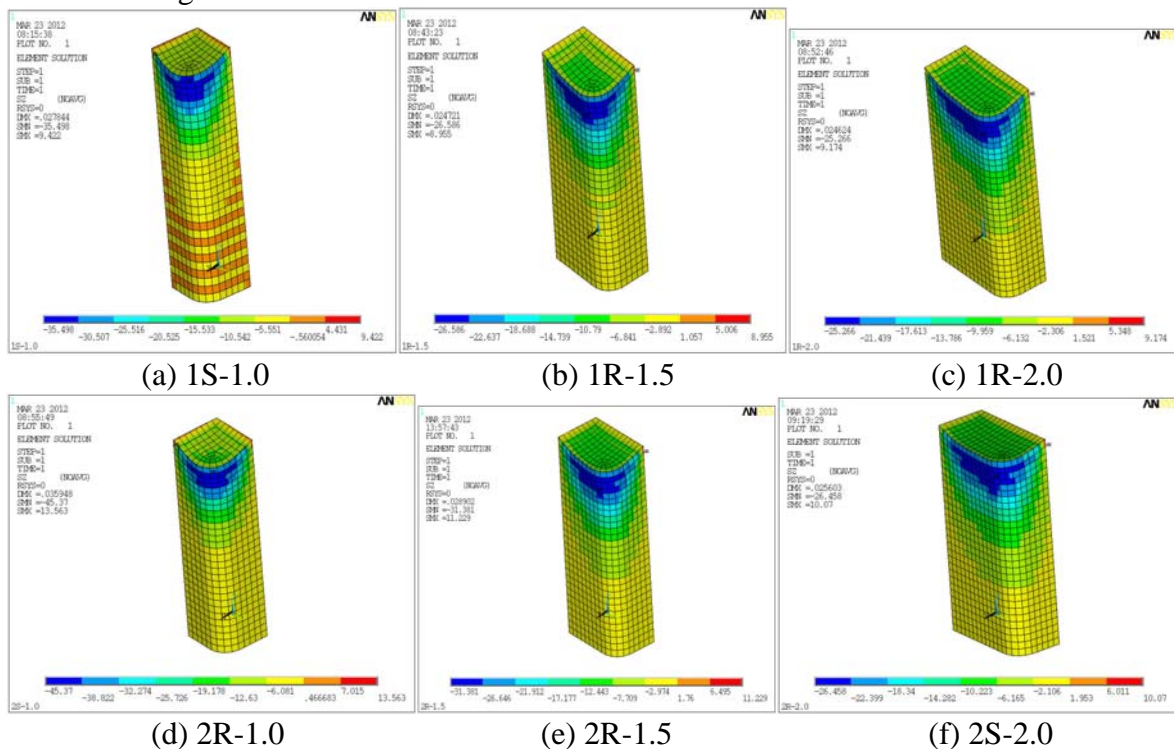 1
ANSYS
MAR 23 2012
08:15:38
PLOT NO. 1
ELEMENT SOLUTION
STEP=1
SUB =1
TIME=1
SZ (NOAVG)
RSYS=0
DMX =.027844
SMN =-35.498
SMX =9.422
-35.498 -25.516 -15.533 -5.551 4.431
-30.507 -20.525 -10.542 -.560054 9.422
1S-1.0
(a) 1S-1.0
1
ANSYS
MAR 23 2012
08:43:23
PLOT NO. 1
ELEMENT SOLUTION
STEP=1
SUB =1
TIME=1
SZ (NOAVG)
RSYS=0
DMX =.024721
SMN =-26.586
SMX =8.955
-26.586 -18.688 -10.79 -2.892 5.006
-22.637 -14.739 -6.841 1.057 8.955
1R-1.5
(b) 1R-1.5
1
ANSYS
MAR 23 2012
08:52:46
PLOT NO. 1
ELEMENT SOLUTION
STEP=1
SUB =1
TIME=1
SZ (NOAVG)
RSYS=0
DMX =.024624
SMN =-25.266
SMX =9.174
-25.266 -17.613 -9.959 -2.306 5.348
-21.439 -13.786 -6.132 1.521 9.174
1R-2.0
(c) 1R-2.0
1
ANSYS
MAR 23 2012
08:55:49
PLOT NO. 1
ELEMENT SOLUTION
STEP=1
SUB =1
TIME=1
SZ (NOAVG)
RSYS=0
DMX =.035948
SMN =-45.37
SMX =13.563
-45.37 -32.274 -19.178 -6.081 7.015
-38.822 -25.726 -12.63 .466683 13.563
2S-1.0
(d) 2R-1.0
1
ANSYS
MAR 23 2012
13:57:43
PLOT NO. 1
ELEMENT SOLUTION
STEP=1
SUB =1
TIME=1
SZ (NOAVG)
RSYS=0
DMX =.028902
SMN =-31.381
SMX =11.229
-31.381 -21.912 -12.443 -2.974 6.495
-26.646 -17.177 -7.709 1.76 11.229
2R-1.5
(e) 2R-1.5
1
ANSYS
MAR 23 2012
09:19:29
PLOT NO. 1
ELEMENT SOLUTION
SUB =1
TIME=1
SZ (NOAVG)
RSYS=0
DMX =.025603
SMN =-26.458
SMX =10.07
-26.458 -18.34 -10.223 -2.106 6.011
-22.399 -14.282 -6.165 1.953 10.07
2R-2.0
(f) 2S-2.0